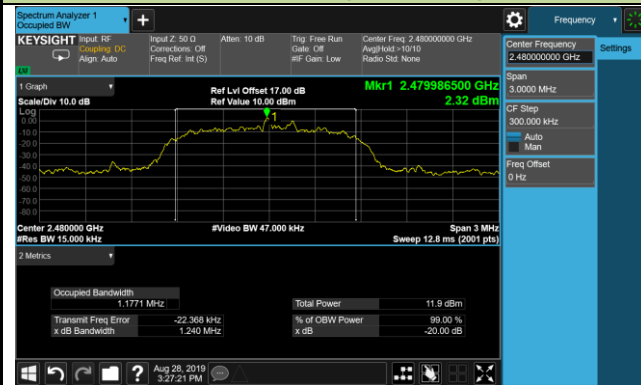 Spectrum Analyzer 1
Occupied BW
Frequency
KEYSIGHT
Input: RF
Coupling: DC
Align: Auto
Input Z: 50 Ω
Corrections: Off
Freq Ref: Int (S)
Atten: 10 dB
Trig: Free Run
Gate: Off
#IF Gain: Low
Center Freq: 2.480000000 GHz
Avg|Hold:>10/10
Radio Std: None
Center Frequency
2.480000000 GHz
Settings
Span
3.0000 MHz
CF Step
300.000 kHz
Auto
Man
Freq Offset
0 Hz
1 Graph
Scale/Div 10.0 dB
Ref Lvl Offset 17.00 dB
Ref Value 10.00 dBm
Mkr1 2.479986500 GHz
2.32 dBm
Log
0.00
-10.0
-20.0
-30.0
-40.0
-50.0
-60.0
-70.0
-80.0
1
Center 2.480000 GHz
#Res BW 15.000 kHz
#Video BW 47.000 kHz
Span 3 MHz
Sweep 12.8 ms (2001 pts)
2 Metrics
Occupied Bandwidth
1.1771 MHz
Total Power 11.9 dBm
Transmit Freq Error -22.368 kHz
% of OBW Power 99.00 %
x dB Bandwidth 1.240 MHz
x dB -20.00 dB
Aug 28, 2019
3:27:21 PM